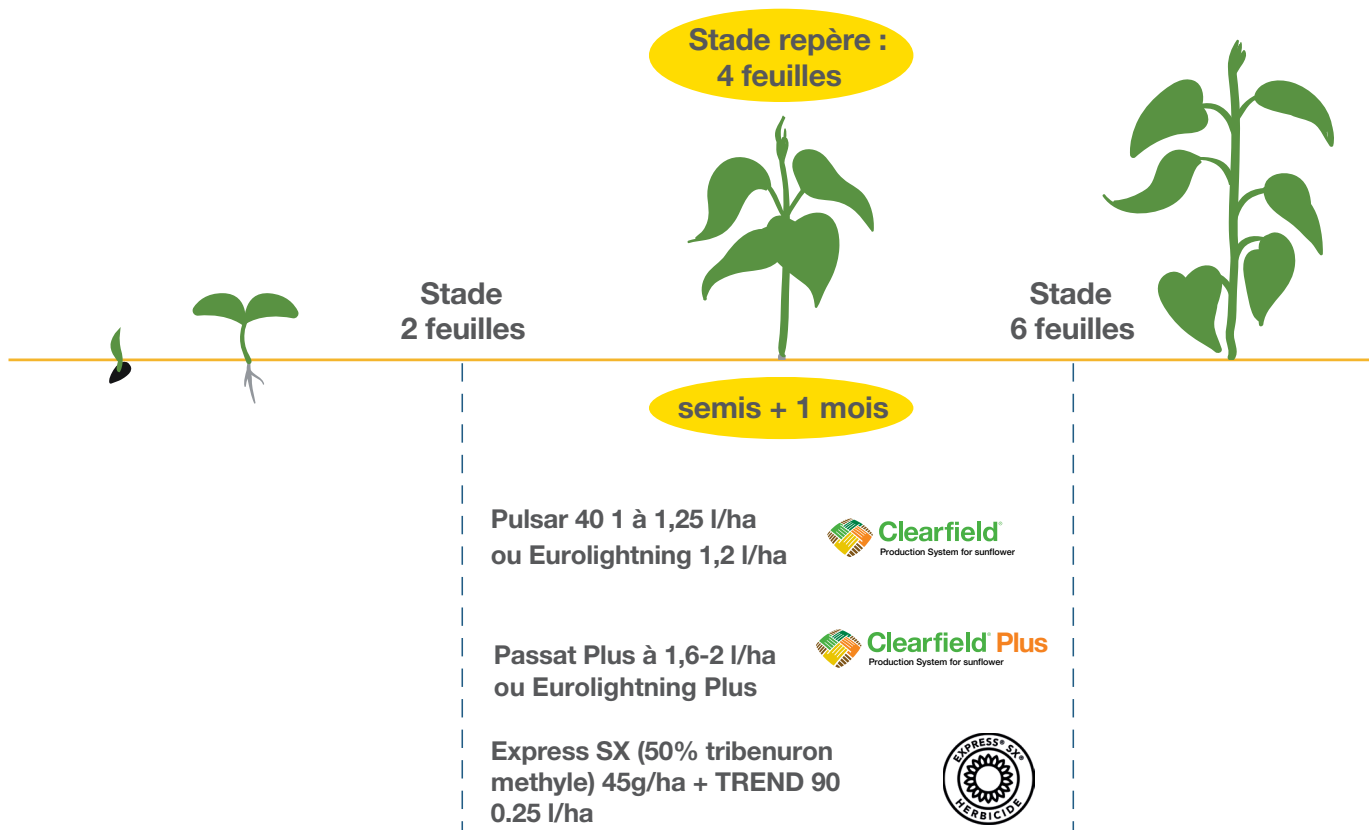 Stade repère :
4 feuilles
Stade
2 feuilles
Stade
6 feuilles
semis + 1 mois
Pulsar 40 1 à 1,25 l/ha
ou Eurolightning 1,2 l/ha
Clearfield®
Production System for sunflower
Passat Plus à 1,6-2 l/ha
ou Eurolightning Plus
Clearfield® Plus
Production System for sunflower
Express SX (50% tribenuron
methyle) 45g/ha + TREND 90
0.25 l/ha
EXPRESS® SX®
HERBICIDE